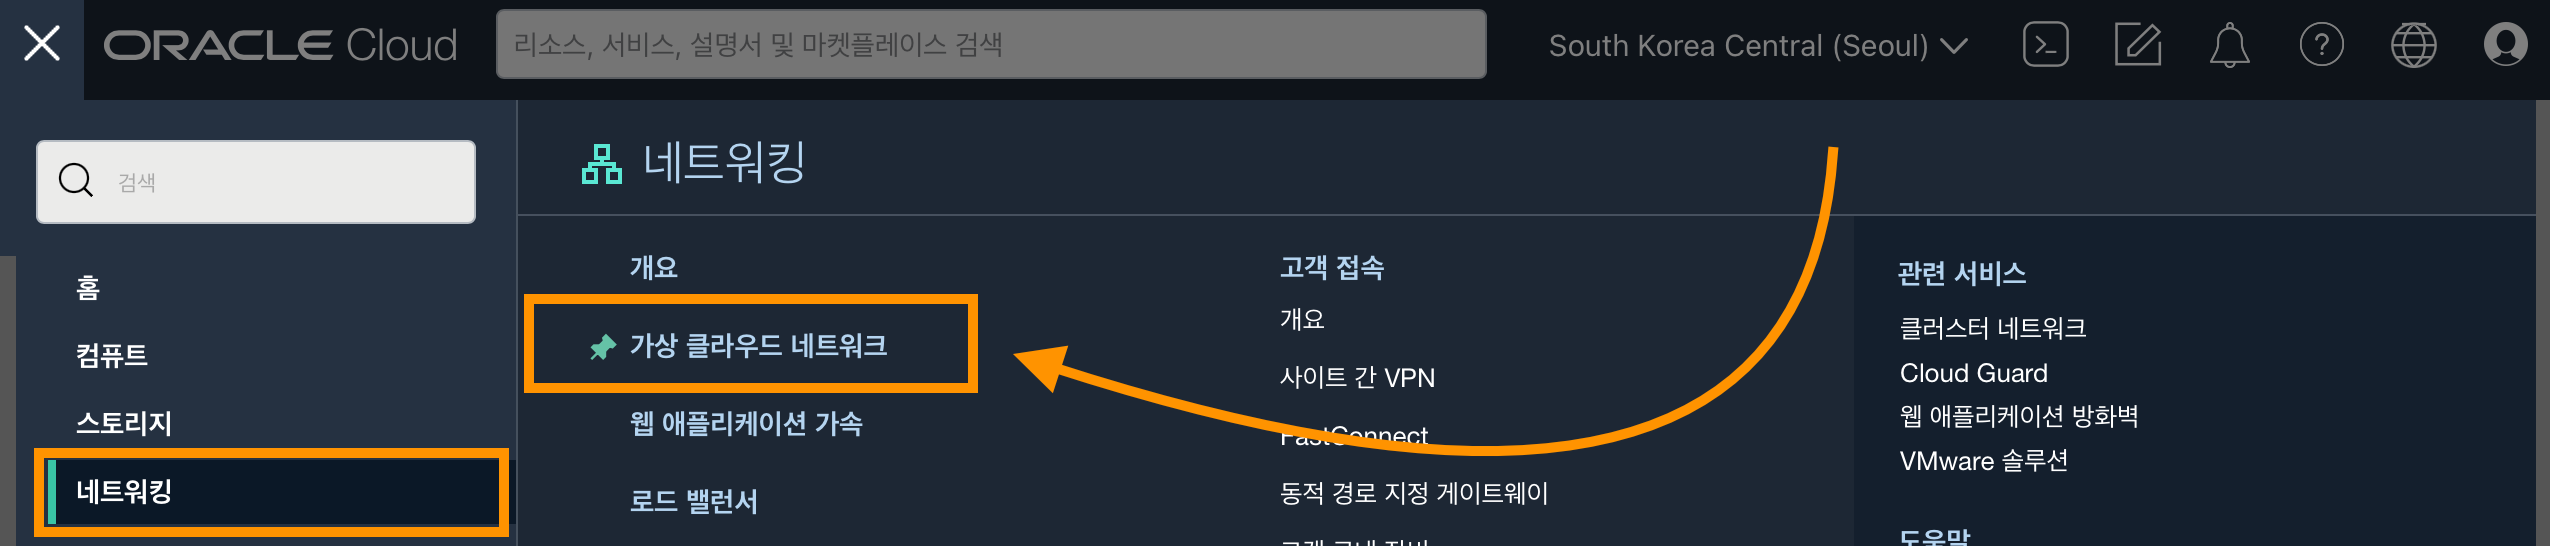 ORACLE Cloud
리소스, 서비스, 설명서 및 마켓플레이스 검색
South Korea Central (Seoul)
검색
홈
컴퓨트
스토리지
네트워킹
네트워킹
개요
가상 클라우드 네트워크
웹 애플리케이션 가속
로드 밸런서
고객 접속
개요
사이트 간 VPN
FastConnect
동적 경로 지정 게이트웨이
관련 서비스
클러스터 네트워크
Cloud Guard
웹 애플리케이션 방화벽
VMware 솔루션
도움말